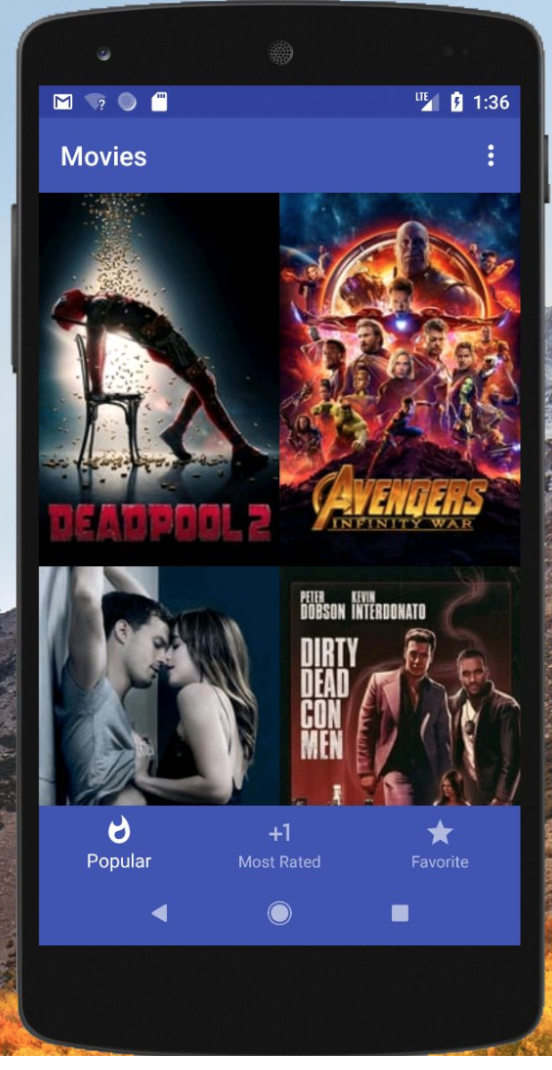 LTE 1:36
Movies
DEADPOOL 2
AVENGERS
INFINITY WAR
PETER DOBSON KEVIN INTERDONATO
DIRTY
DEAD
CON
MEN
+1
Popular Most Rated Favorite